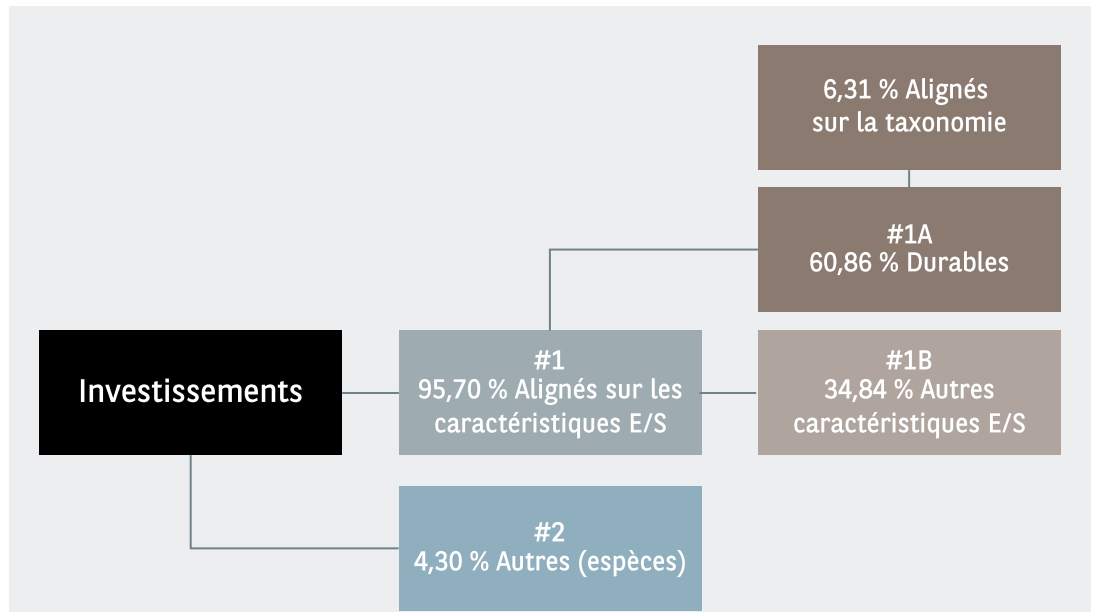 6,31 % Alignés
sur la taxonomie
#1A
60,86 % Durables
Investissements
#1
95,70 % Alignés sur les
caractéristiques E/S
#1B
34,84 % Autres
caractéristiques E/S
#2
4,30 % Autres (espèces)